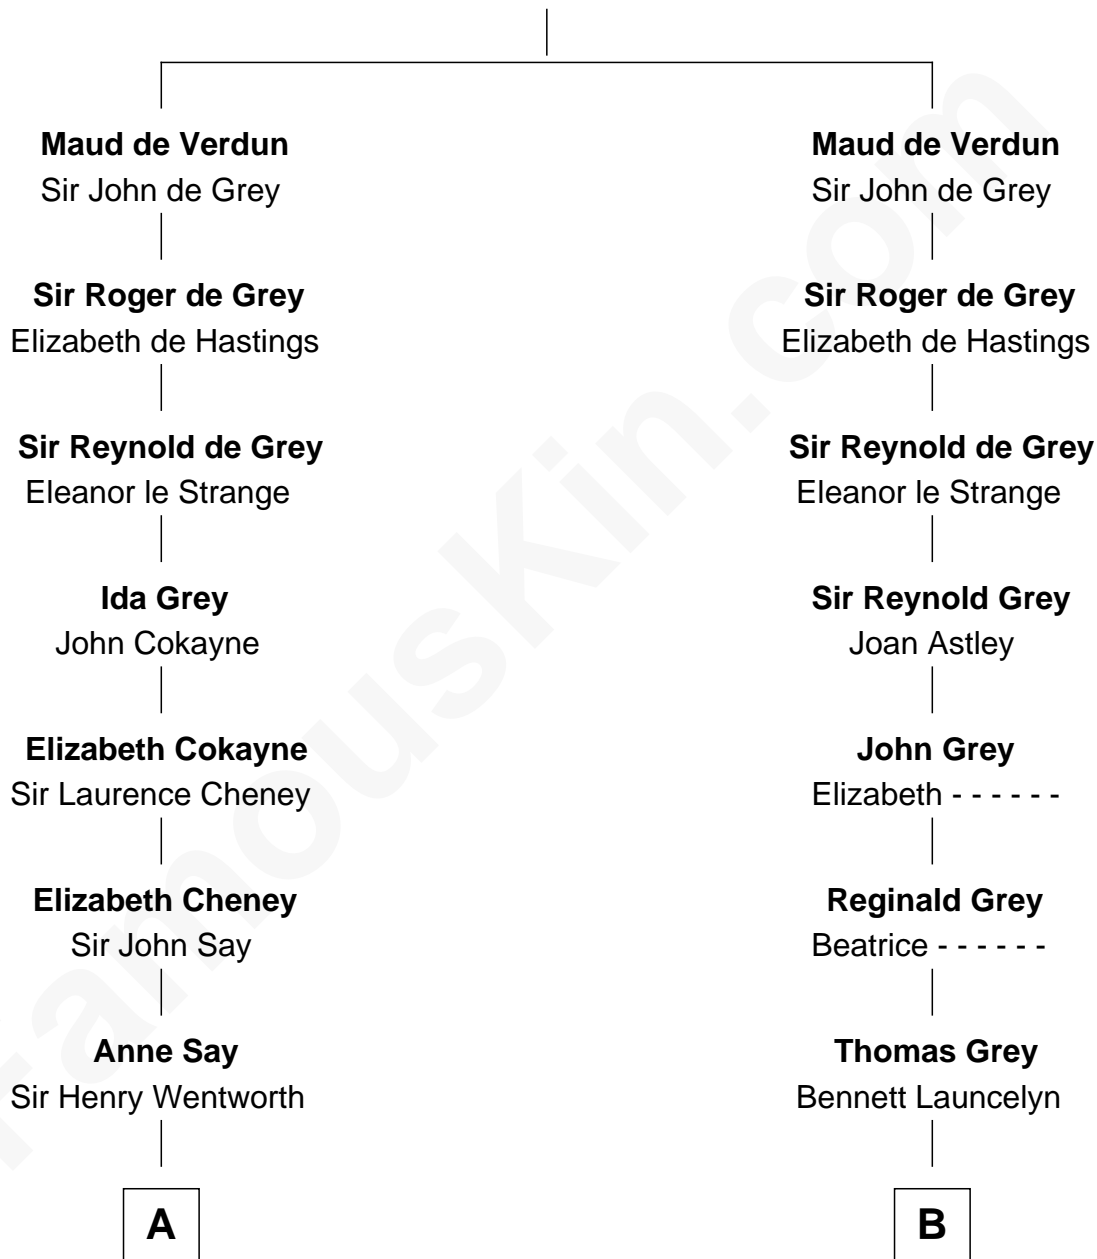 Maud de Verdun
Sir John de Grey
Sir Roger de Grey
Elizabeth de Hastings
Sir Reynold de Grey
Eleanor le Strange
Ida Grey
John Cokayne
Elizabeth Cokayne
Sir Laurence Cheney
Elizabeth Cheney
Sir John Say
Anne Say
Sir Henry Wentworth
A
Maud de Verdun
Sir John de Grey
Sir Roger de Grey
Elizabeth de Hastings
Sir Reynold de Grey
Eleanor le Strange
Sir Reynold Grey
Joan Astley
John Grey
Elizabeth - - - - - -
Reginald Grey
Beatrice - - - - - -
Thomas Grey
Bennett Launcelyn
B
FamousKin.com